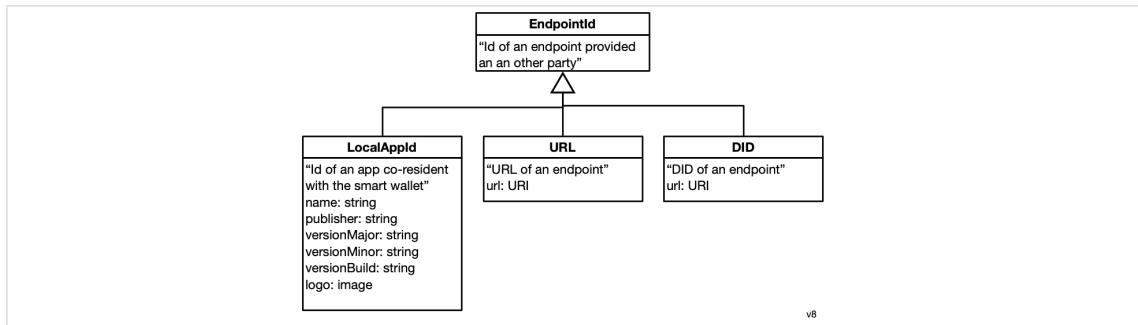 EndpointId
“Id of an endpoint provided
an an other party”
LocalAppId
“Id of an app co-resident
with the smart wallet”
name: string
publisher: string
versionMajor: string
versionMinor: string
versionBuild: string
logo: image
URL
“URL of an endpoint”
url: URI
DID
“DID of an endpoint”
url: URI
v8